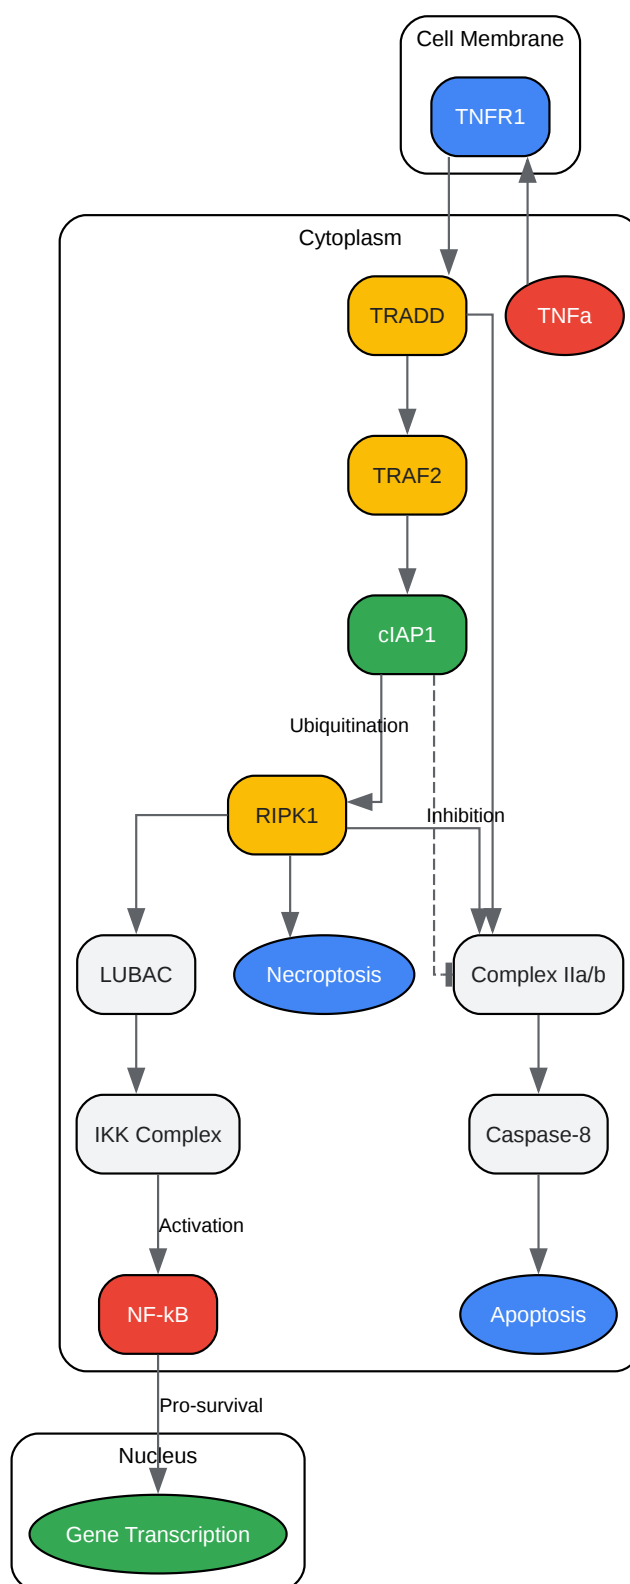 Cell Membrane
TNFR1
Cytoplasm
TRADD
TNFa
TRAF2
cIAP1
Ubiquitination
RIPK1
Inhibition
LUBAC
Necroptosis
Complex IIa/b
IKK Complex
Caspase-8
Activation
NF-kB
Apoptosis
Pro-survival
Nucleus
Gene Transcription